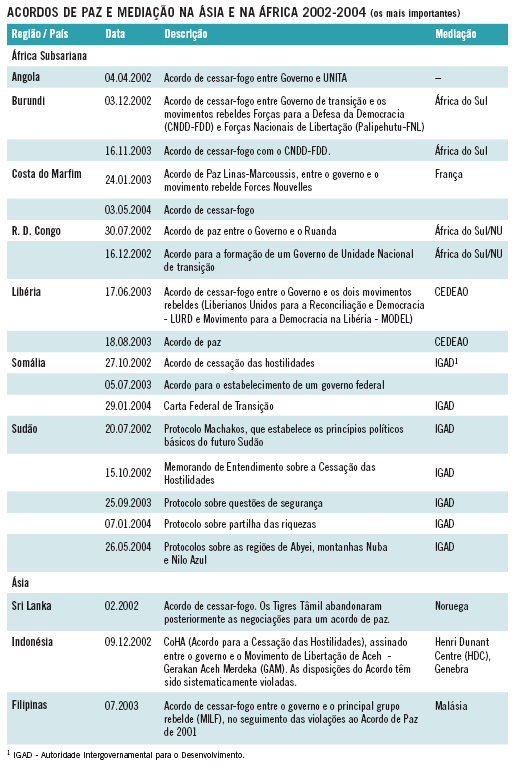 ACORDOS DE PAZ E MEDIAÇÃO NA ÁSIA E NA ÁFRICA 2002-2004 (os mais importantes)
Região / País Data Descrição Mediação
África Subsariana
Angola 04.04.2002 Acordo de cessar-fogo entre Governo e UNITA –
Burundi 03.12.2002 Acordo de cessar-fogo entre Governo de transição e os África do Sul
movimentos rebeldes Forças para a Defesa da Democracia
(CNDD-FDD) e Forças Nacionais de Libertação (Palipehutu-FNL)
16.11.2003 Acordo de cessar-fogo com o CNDD-FDD. África do Sul
Costa do Marfim 24.01.2003 Acordo de Paz Linas-Marcoussis, entre o governo e o França
movimento rebelde Forces Nouvelles
03.05.2004 Acordo de cessar-fogo
R. D. Congo 30.07.2002 Acordo de paz entre o Governo e o Ruanda África do Sul/NU
16.12.2002 Acordo para a formação de um Governo de Unidade Nacional África do Sul/NU
de transição
Libéria 17.06.2003 Acordo de cessar-fogo entre o Governo e os dois movimentos CEDEAO
rebeldes (Liberianos Unidos para a Reconciliação e Democracia
- LURD e Movimento para a Democracia na Libéria - MODEL)
18.08.2003 Acordo de paz CEDEAO
Somália 27.10.2002 Acordo de cessação das hostilidades IGAD¹
05.07.2003 Acordo para o estabelecimento de um governo federal
29.01.2004 Carta Federal de Transição IGAD
Sudão 20.07.2002 Protocolo Machakos, que estabelece os princípios políticos IGAD
básicos do futuro Sudão
15.10.2002 Memorando de Entendimento sobre a Cessação das IGAD
Hostilidades
25.09.2003 Protocolo sobre questões de segurança IGAD
07.01.2004 Protocolo sobre partilha das riquezas IGAD
26.05.2004 Protocolos sobre as regiões de Abyei, montanhas Nuba IGAD
e Nilo Azul
Ásia
Sri Lanka 02.2002 Acordo de cessar-fogo. Os Tigres Tâmil abandonaram Noruega
posteriormente as negociações para um acordo de paz.
Indonésia 09.12.2002 CoHA (Acordo para a Cessação das Hostilidades), assinado Henri Dunant
entre o governo e o Movimento de Libertação de Aceh - Centre (HDC),
Gerakan Aceh Merdeka (GAM). As disposições do Acordo têm Genebra
sido sistematicamente violadas.
Filipinas 07.2003 Acordo de cessar-fogo entre o governo e o principal grupo Malásia
rebelde (MILF), no seguimento das violações ao Acordo de Paz
de 2001
¹ IGAD - Autoridade Intergovernamental para o Desenvolvimento.